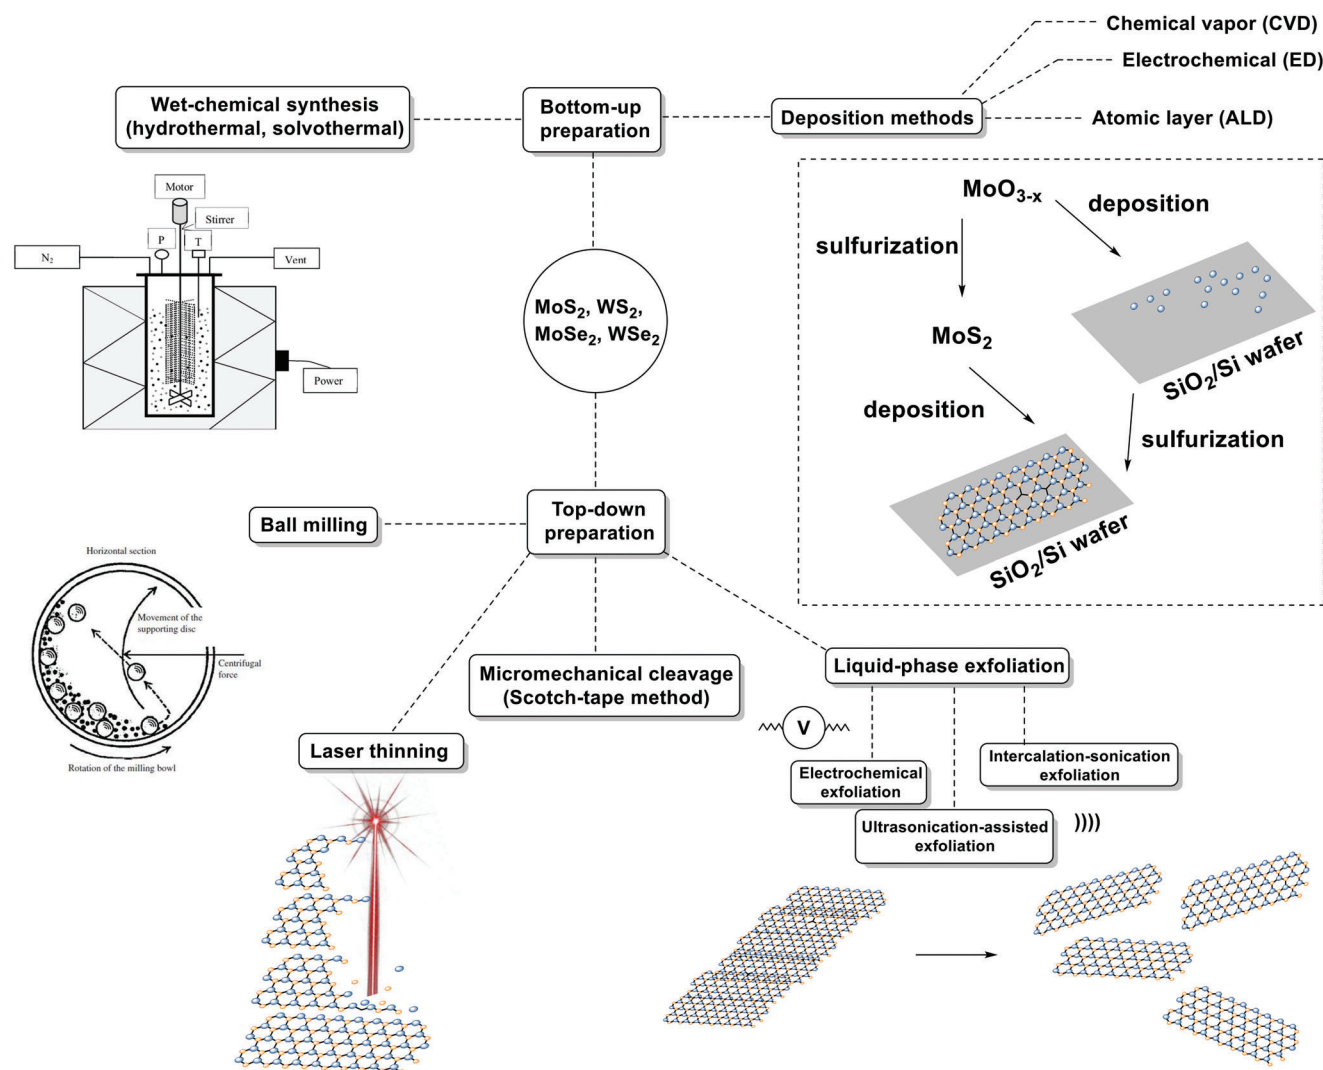 Chemical vapor (CVD)
Electrochemical (ED)
Atomic layer (ALD)
Wet-chemical synthesis
(hydrothermal, solvothermal)
Bottom-up
preparation
Deposition methods
Motor
Stirrer
P
T
N₂
Vent
Power
MoS₂, WS₂,
MoSe₂, WSe₂
MoO₃₋ₓ
deposition
sulfurization
MoS₂
SiO₂/Si wafer
deposition
sulfurization
SiO₂/Si wafer
Top-down
preparation
Ball milling
Horizontal section
Movement of the
supporting disc
Centrifugal
force
Rotation of the milling bowl
Micromechanical cleavage
(Scotch-tape method)
Laser thinning
Liquid-phase exfoliation
V
Electrochemical
exfoliation
Intercalation-sonication
exfoliation
Ultrasonication-assisted
exfoliation
))))